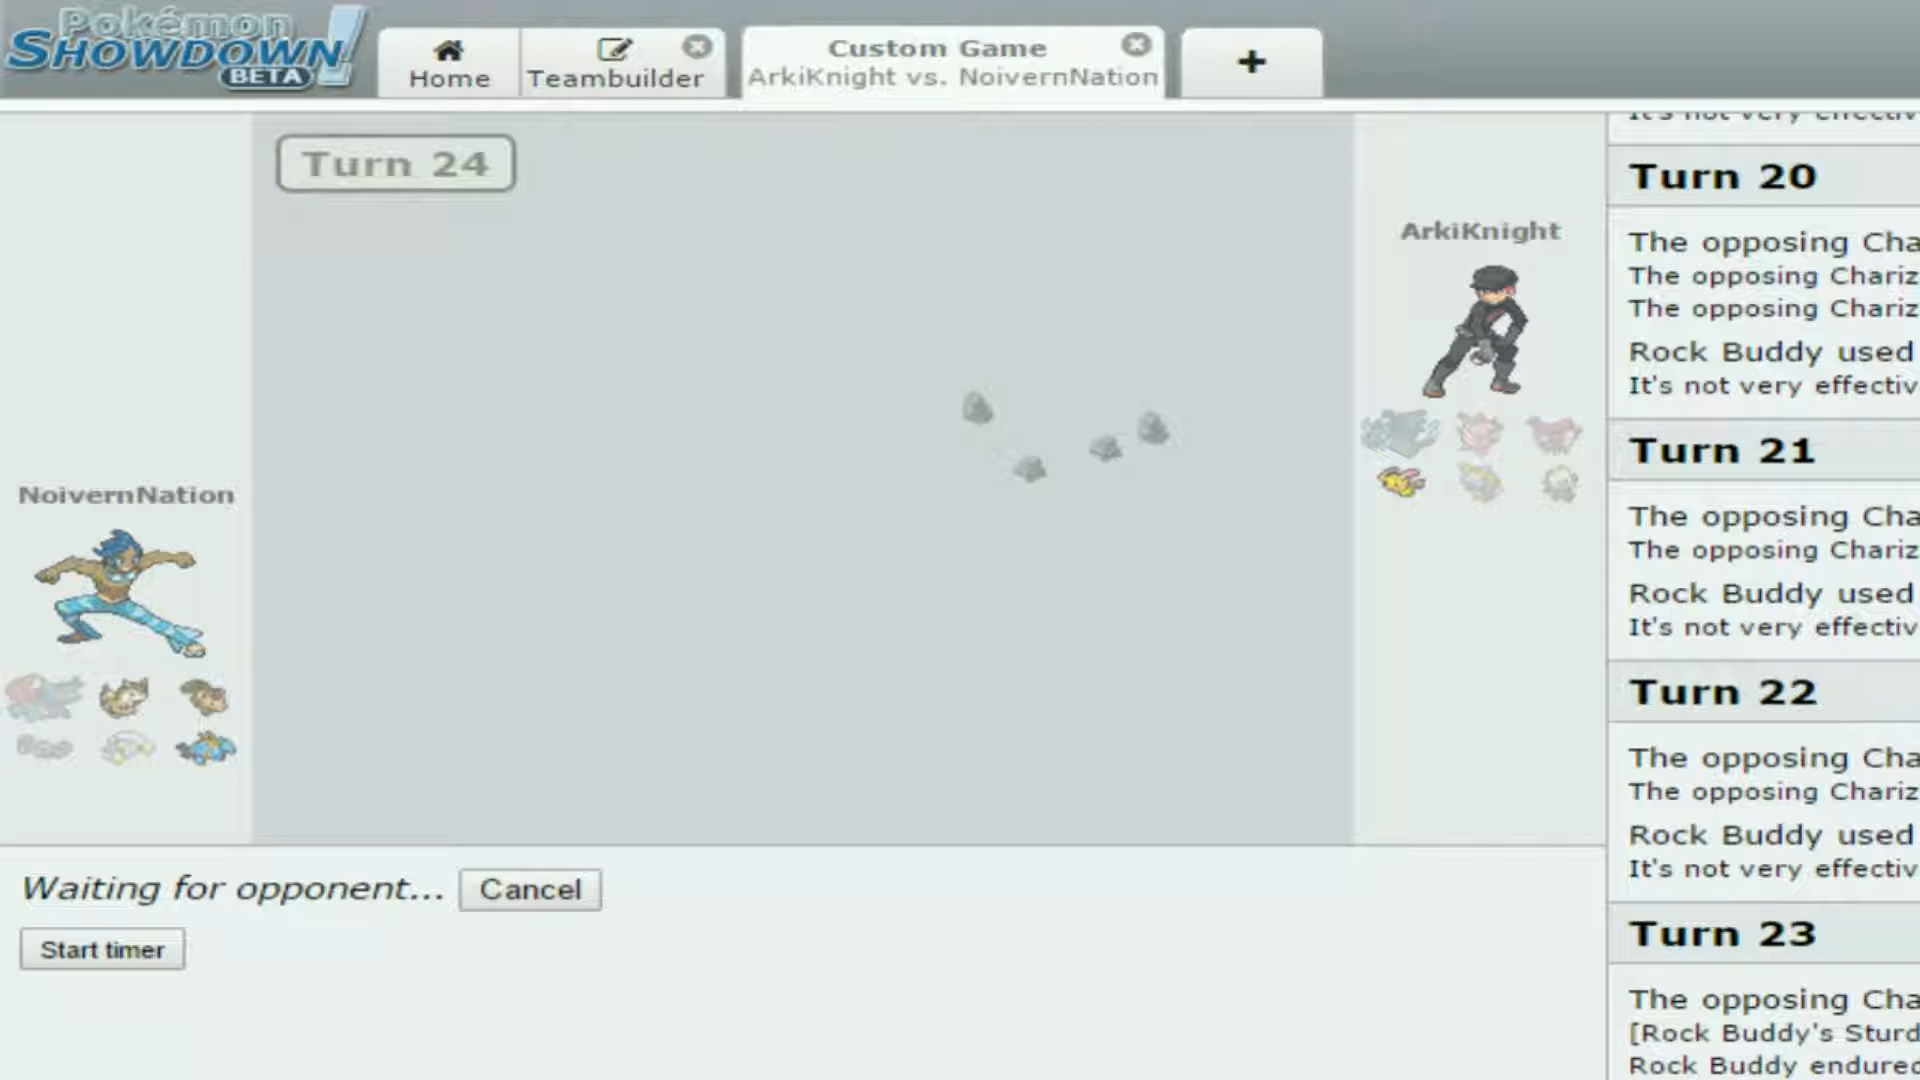 Pokémon
SHOWDOWN!
BETA
Home
Teambuilder
Custom Game
ArkiKnight vs. NoivernNation
+
Turn 24
NoivernNation
ArkiKnight
It's not very effectiv
Turn 20
The opposing Cha
The opposing Chariz
The opposing Chariz
Rock Buddy used
It's not very effectiv
Turn 21
The opposing Cha
The opposing Chariz
Rock Buddy used
It's not very effectiv
Turn 22
The opposing Cha
The opposing Chariz
Rock Buddy used
It's not very effectiv
Turn 23
The opposing Cha
[Rock Buddy's Sturd
Rock Buddy endured
Waiting for opponent...
Cancel
Start timer